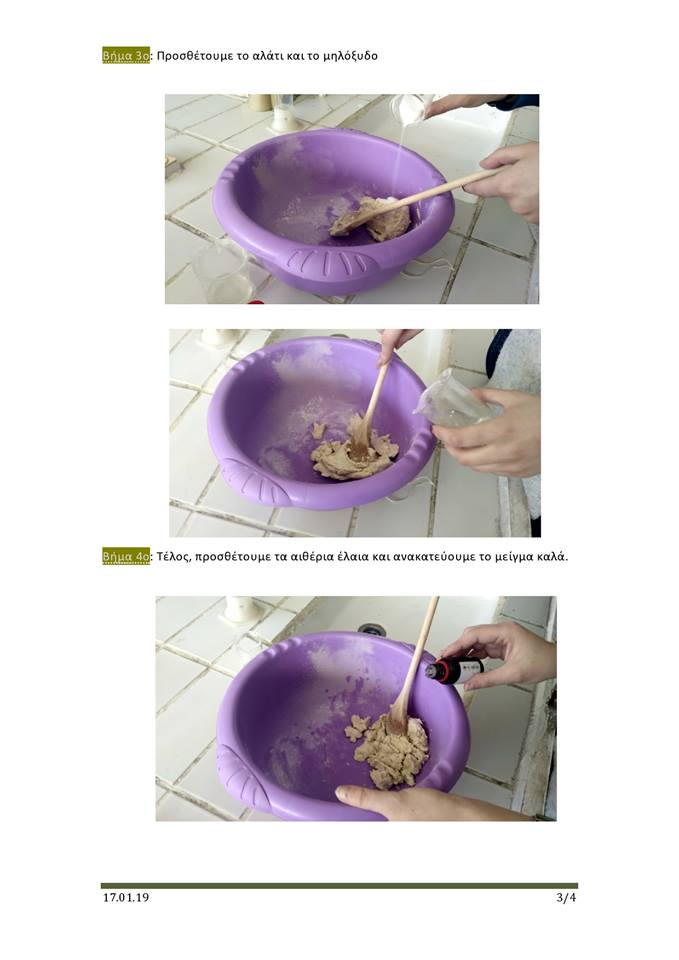 Βήμα 3ο: Προσθέτουμε το αλάτι και το μηλόξυδο
Βήμα 4ο: Τέλος, προσθέτουμε τα αιθέρια έλαια και ανακατεύουμε το μείγμα καλά.
17.01.19 3/4